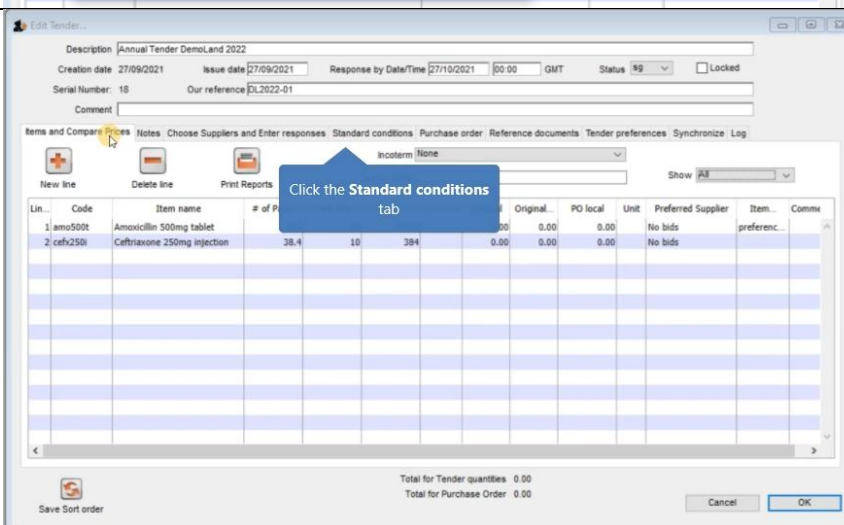 Edit Tender...
Description Annual Tender DemoLand 2022
Creation date 27/09/2021 Issue date 27/09/2021 Response by Date/Time 27/10/2021 00:00 GMT Status sg Locked
Serial Number: 18 Our reference DL2022-01
Comment
Items and Compare Prices Notes Choose Suppliers and Enter responses Standard conditions Purchase order Reference documents Tender preferences Synchronize Log
Incoterm None
New line Delete line Print Reports Show All
Click the Standard conditions
tab
Lin... Code Item name # of Original... PO local Unit Preferred Supplier Item...
1 amo500t Amoxicillin 500mg tablet 0.00 0.00 No bids preferenc...
2 cefx250i Ceftriaxone 250mg injection 38.4 10 384 0.00 0.00 0.00 No bids
Total for Tender quantities 0.00
Total for Purchase Order 0.00
Save Sort order Cancel OK